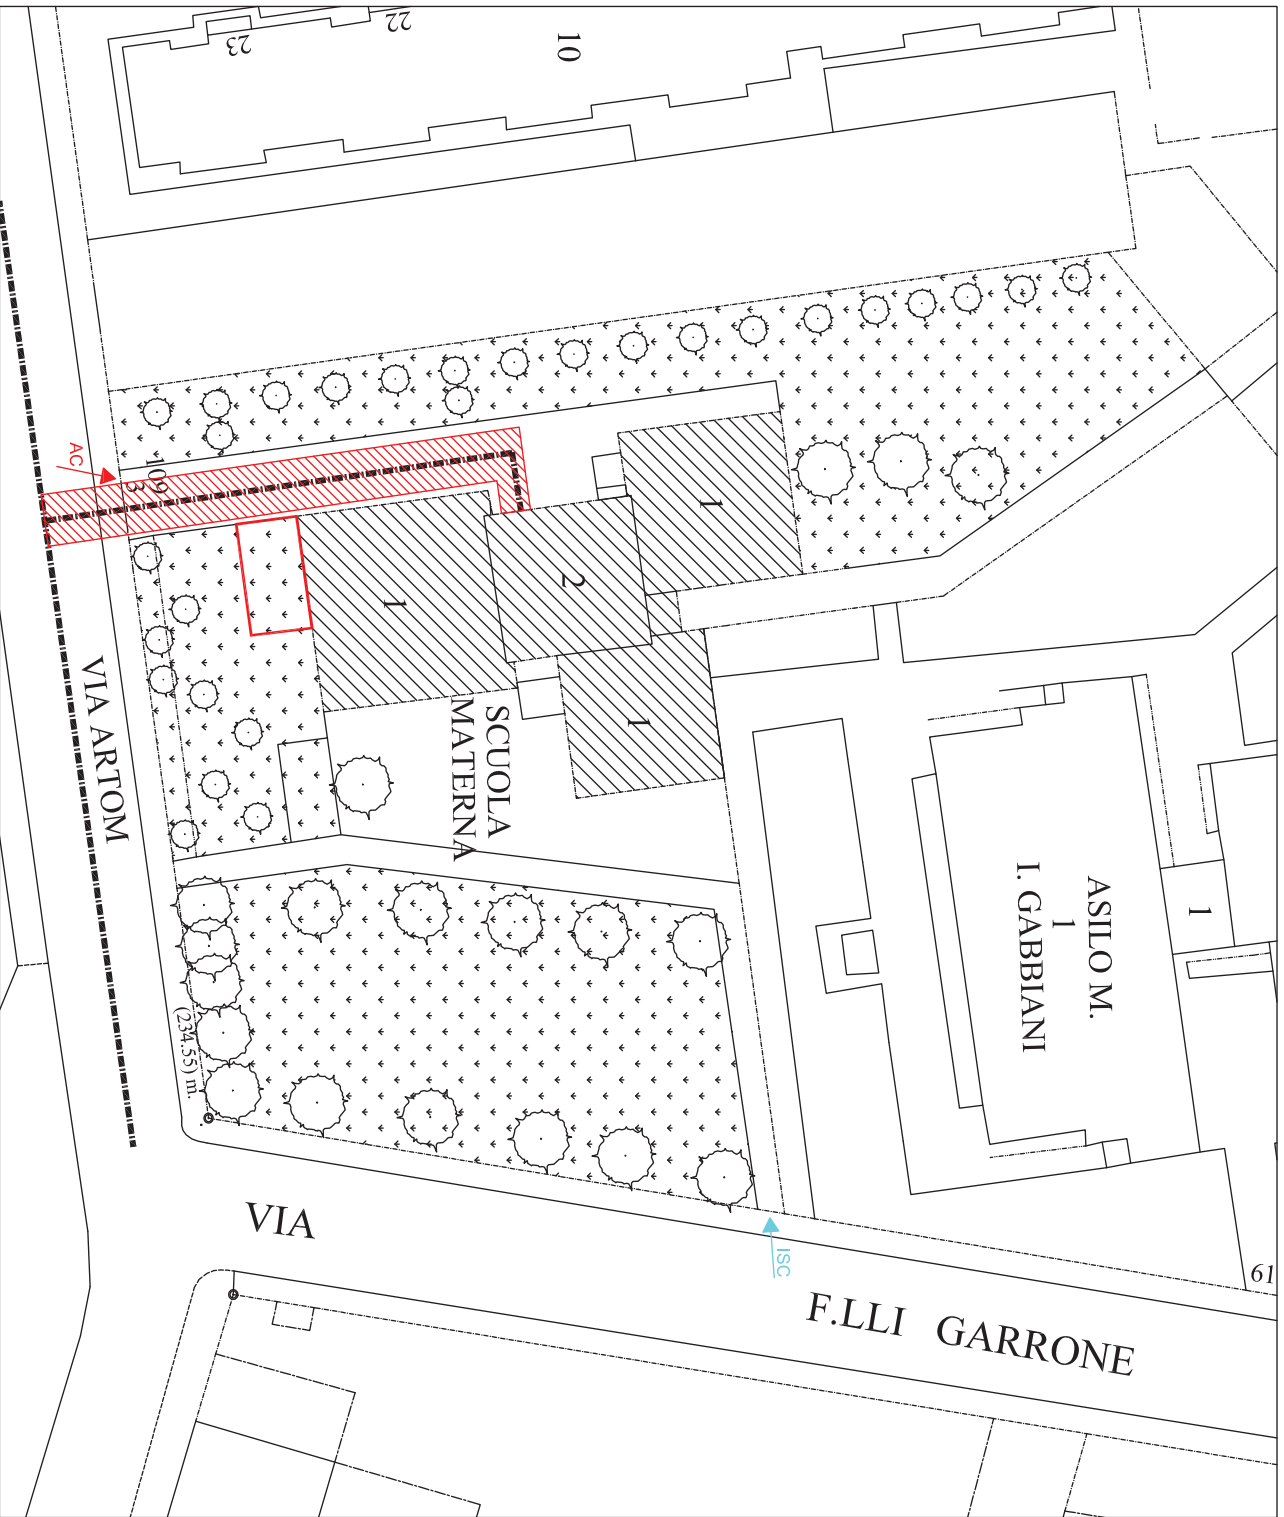 22
23
10
AC
109
3
1
2
1
1
SCUOLA
MATERNA
VIA ARTOM
ASILO M.
1
I. GABBIANI
1
(234.55) m.
VIA
F.LLI GARRONE
ISC
61